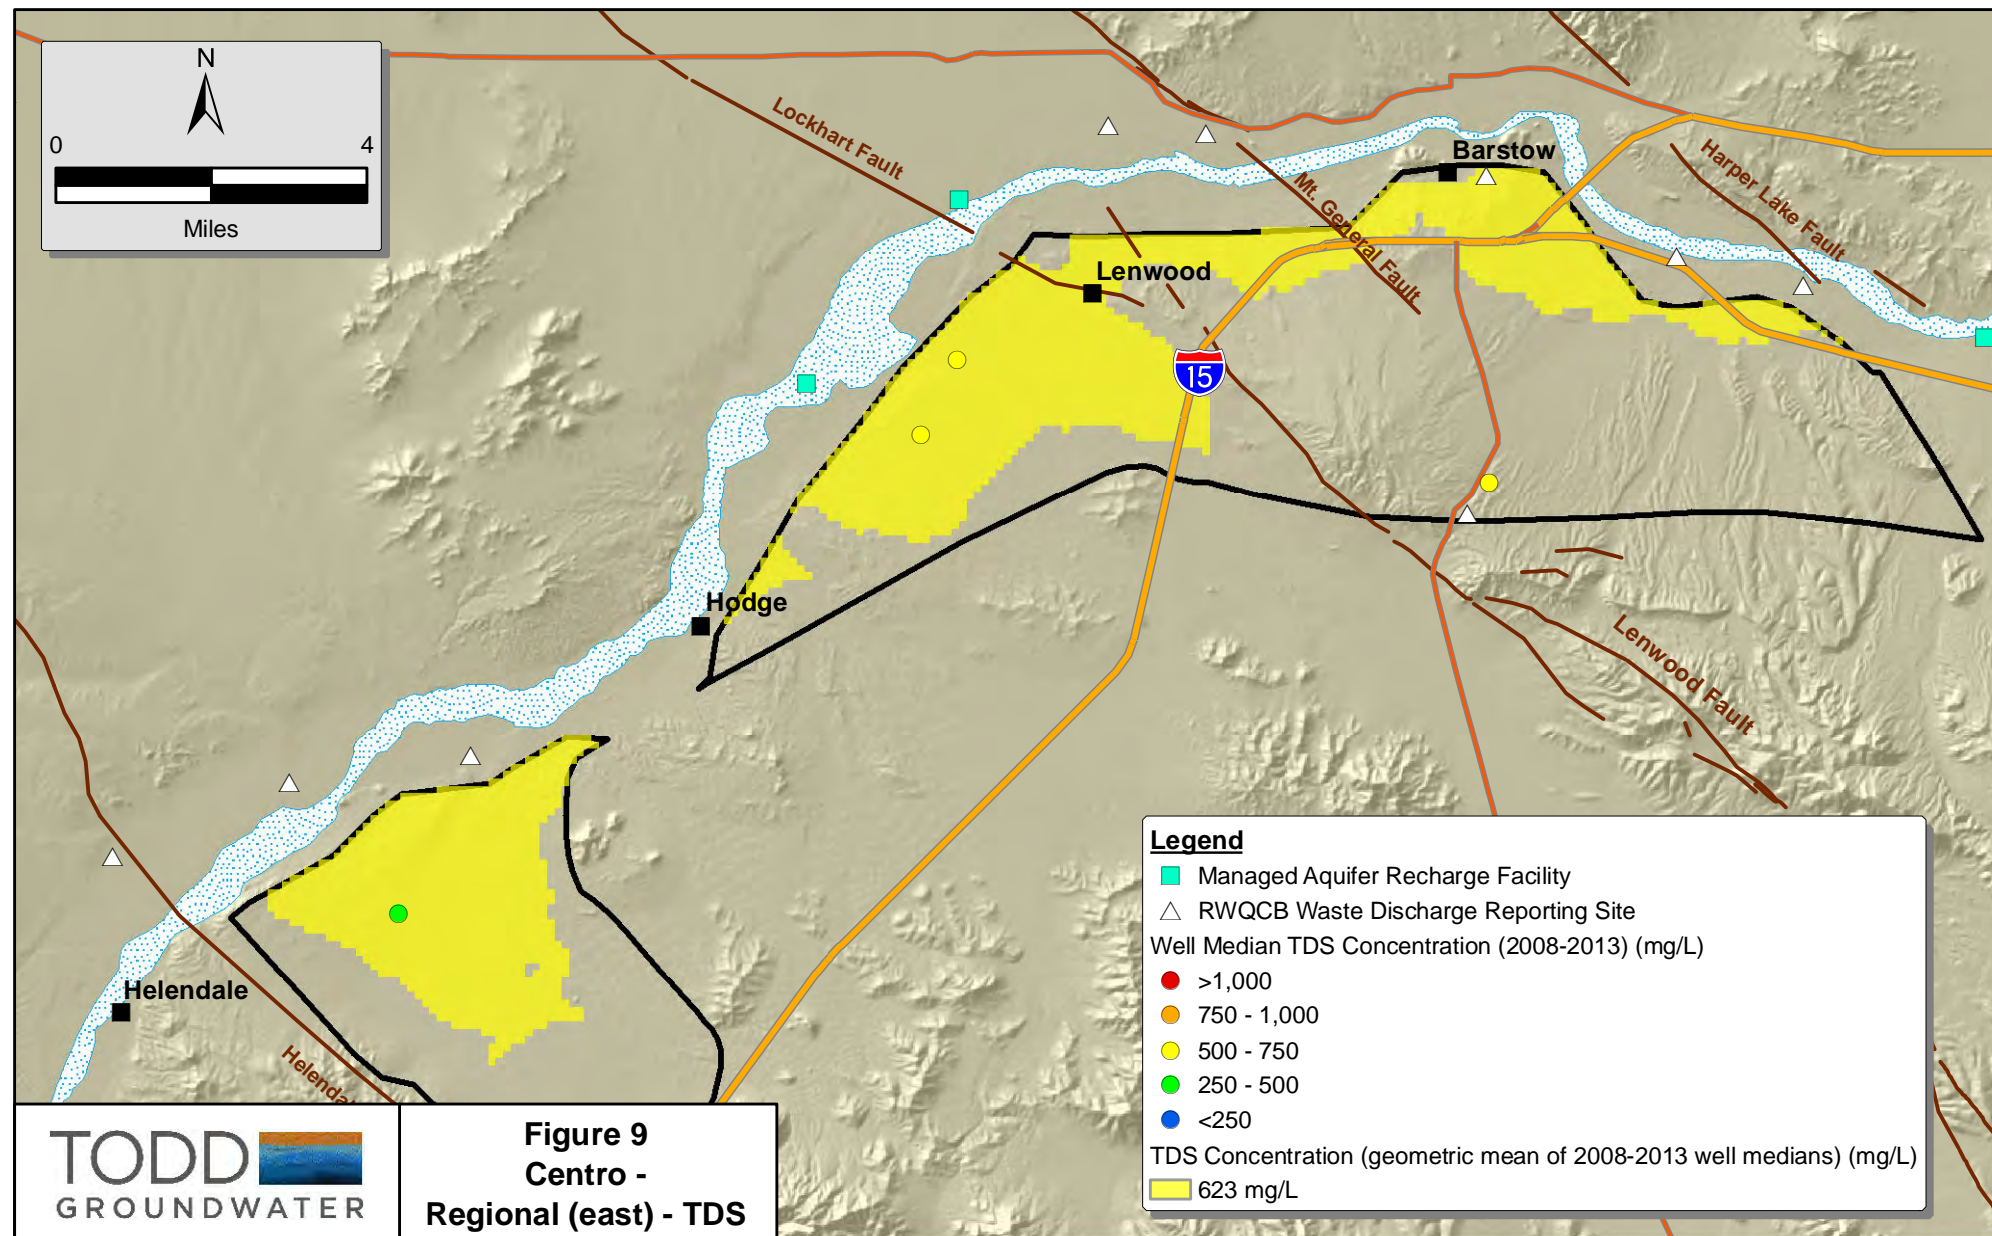 N
0 4
Miles
Lockhart Fault
Barstow
Harper Lake Fault
Mt. General Fault
Lenwood
15
Hodge
Lenwood Fault
Helendale
Legend
Managed Aquifer Recharge Facility
RWQCB Waste Discharge Reporting Site
Well Median TDS Concentration (2008-2013) (mg/L)
>1,000
750 - 1,000
500 - 750
250 - 500
<250
TDS Concentration (geometric mean of 2008-2013 well medians) (mg/L)
623 mg/L
TODD
GROUNDWATER
Figure 9
Centro -
Regional (east) - TDS